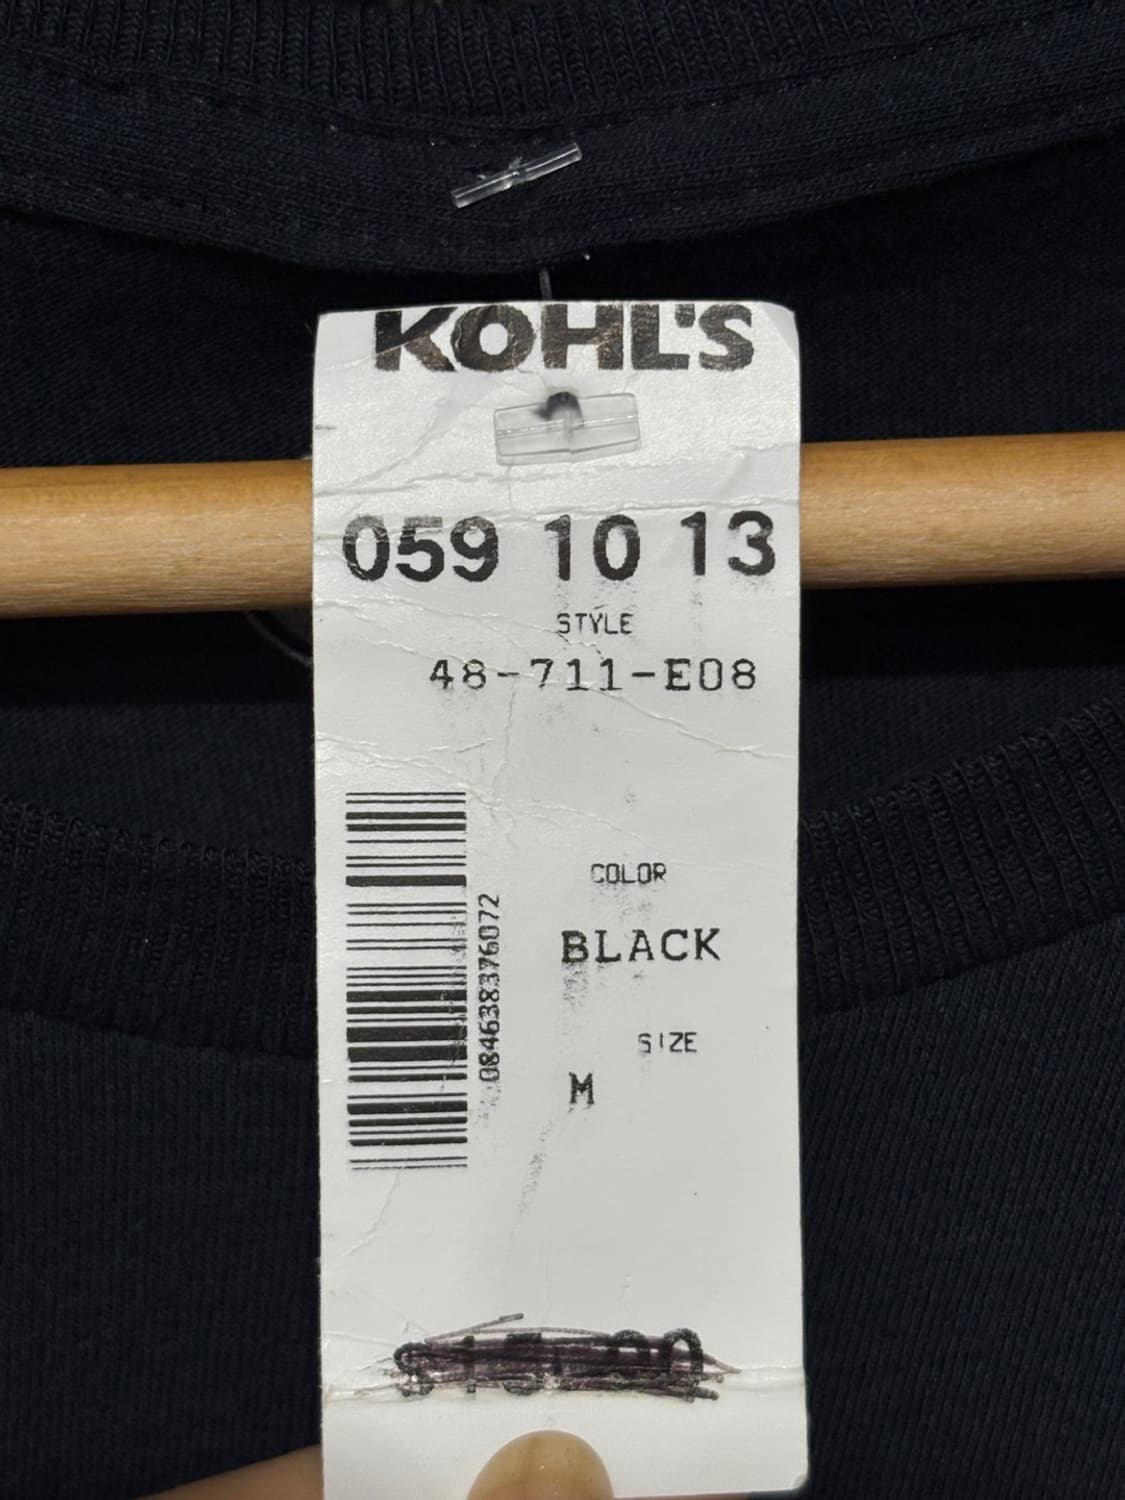 KOHL'S
059 10 13
STYLE
48-711-E08
COLOR
BLACK
SIZE
M
084638376072